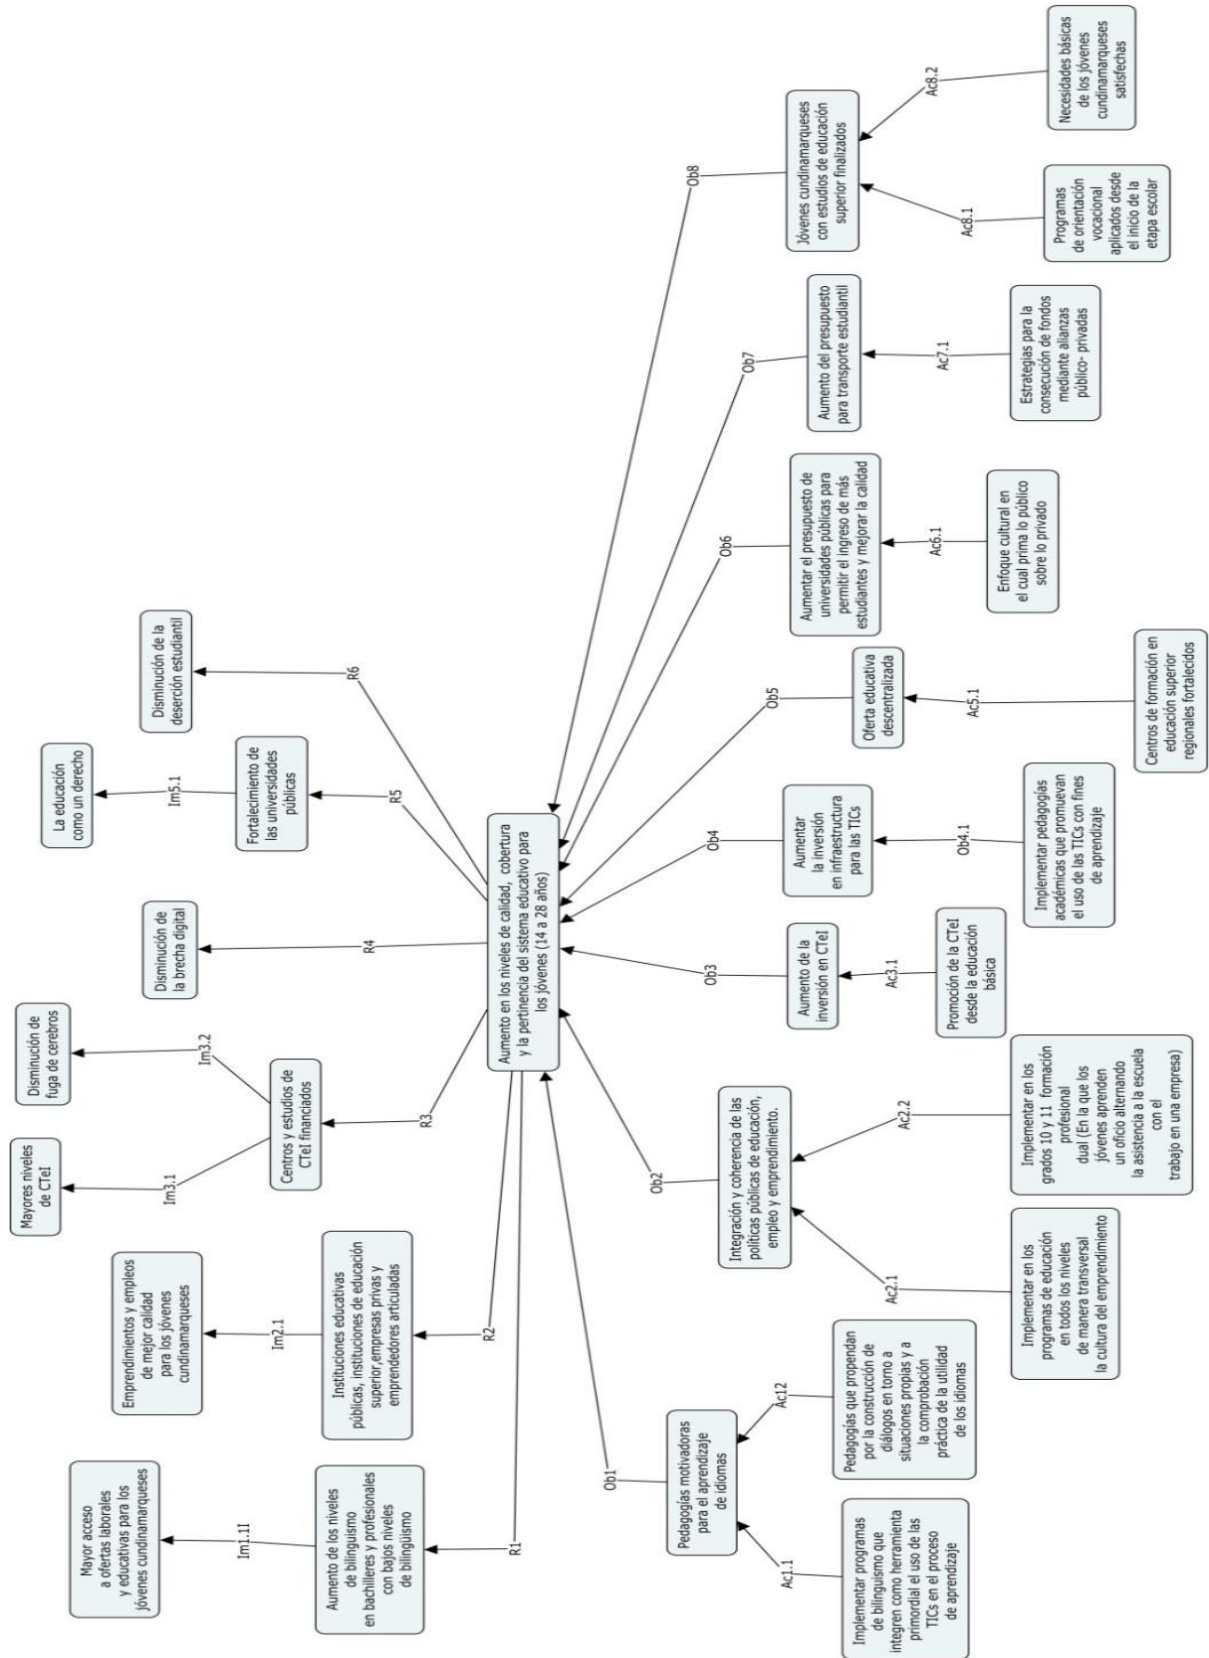 Mayor acceso
a ofertas laborales
y educativas para los
jóvenes cundinamarqueses
Emprendimientos y empleos
de mejor calidad
para los jóvenes
cundinamarqueses
Mayores niveles
de CTeI
Disminución de
fuga de cerebros
La educación
como un derecho
Im1.1I
Im2.1
Im3.1
Im3.2
Im5.1
Aumento de los niveles
de bilinguismo
en bachilleres y profesionales
con bajos niveles
de bilingüismo
Instituciones educativas
públicas, instituciones de educación
superior,empresas privas y
emprendedores articuladas
Centros y estudios de
CTeI financiados
Disminución de
la brecha digital
Fortalecimiento de
las universidades
públicas
Disminución de la
deserción estudiantil
R1
R2
R3
R4
R5
R6
Aumento en los niveles de calidad, cobertura
y la pertinencia del sistema educativo para
los jóvenes (14 a 28 años)
Ob1
Ob2
Ob3
Ob4
Ob5
Ob6
Ob7
Ob8
Pedagogías motivadoras
para el aprendizaje
de idiomas
Integración y coherencia de las
políticas públicas de educación,
empleo y emprendimiento.
Aumento de la
inversión en CTeI
Aumentar
la inversión
en infraestructura
para las TICs
Oferta educativa
descentralizada
Aumentar el presupuesto de
universidades públicas para
permitir el ingreso de más
estudiantes y mejorar la calidad
Aumento del presupuesto
para transporte estudiantil
Jóvenes cundinamarqueses
con estudios de educación
superior finalizados
Ac1.1
Ac12
Ac2.1
Ac2.2
Ac3.1
Ob4.1
Ac5.1
Ac6.1
Ac7.1
Ac8.1
Ac8.2
Implementar programas
de bilinguismo que
integren como herramienta
primordial el uso de las
TICs en el proceso
de aprendizaje
Pedagogías que propendan
por la construcción de
diálogos en torno a
situaciones propias y a
la comprobación
práctica de la utilidad
de los idiomas
Implementar en los
programas de educación
en todos los niveles
de manera transversal
la cultura del emprendimiento
Implementar en los
grados 10 y 11 formación
profesional
dual (En la que los
jóvenes aprenden
un oficio alternando
la asistencia a la escuela
con el
trabajo en una empresa)
Promoción de la CTeI
desde la educación
básica
Implementar pedagogías
académicas que promuevan
el uso de las TICs con fines
de aprendizaje
Centros de formación en
educación superior
regionales fortalecidos
Enfoque cultural en
el cual prima lo público
sobre lo privado
Estrategias para la
consecución de fondos
mediante alianzas
público- privadas
Programas
de orientación
vocacional
aplicados desde
el inicio de la
etapa escolar
Necesidades básicas
de los jóvenes
cundinamarqueses
satisfechas